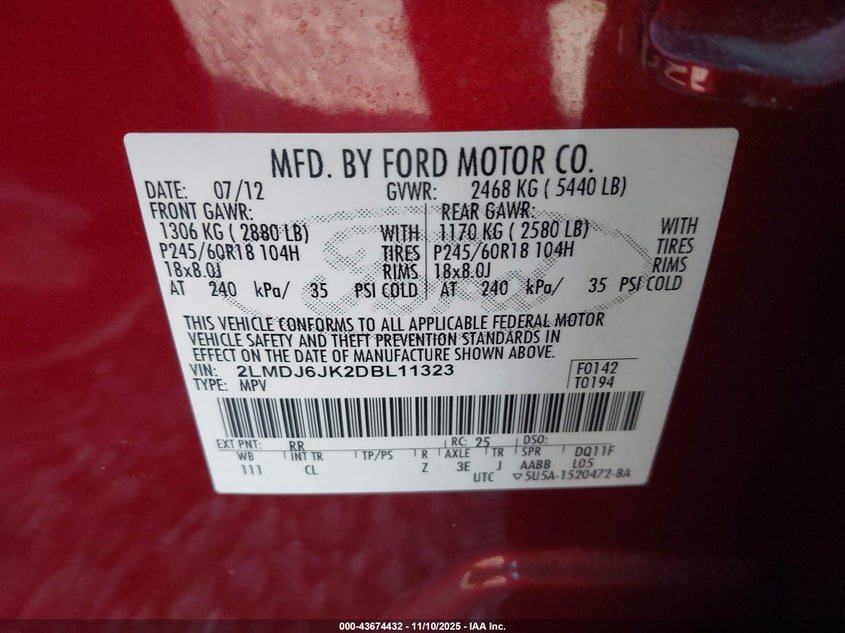 MFD. BY FORD MOTOR CO.
DATE: 07/12 GVWR: 2468 KG ( 5440 LB)
FRONT GAWR: REAR GAWR:
1306 KG ( 2880 LB) WITH 1170 KG ( 2580 LB) WITH
P245/60R18 104H TIRES P245/60R18 104H TIRES
18x8.0J RIMS 18x8.0J RIMS
AT 240 kPa/ 35 PSI COLD AT 240 kPa/ 35 PSI COLD
THIS VEHICLE CONFORMS TO ALL APPLICABLE FEDERAL MOTOR
VEHICLE SAFETY AND THEFT PREVENTION STANDARDS IN
EFFECT ON THE DATE OF MANUFACTURE SHOWN ABOVE.
VIN: 2LMDJ6JK2DBL11323 F0142
TYPE: MPV T0194
EXT PNT: RR RC: 25 DSO:
WB INT TR TP/PS R AXLE TR SPR DQ11F
111 CL Z 3E J AABB L05
UTC ▽5U5A-1520472-BA
Ford
000-43674432 - 11/10/2025 - IAA Inc.